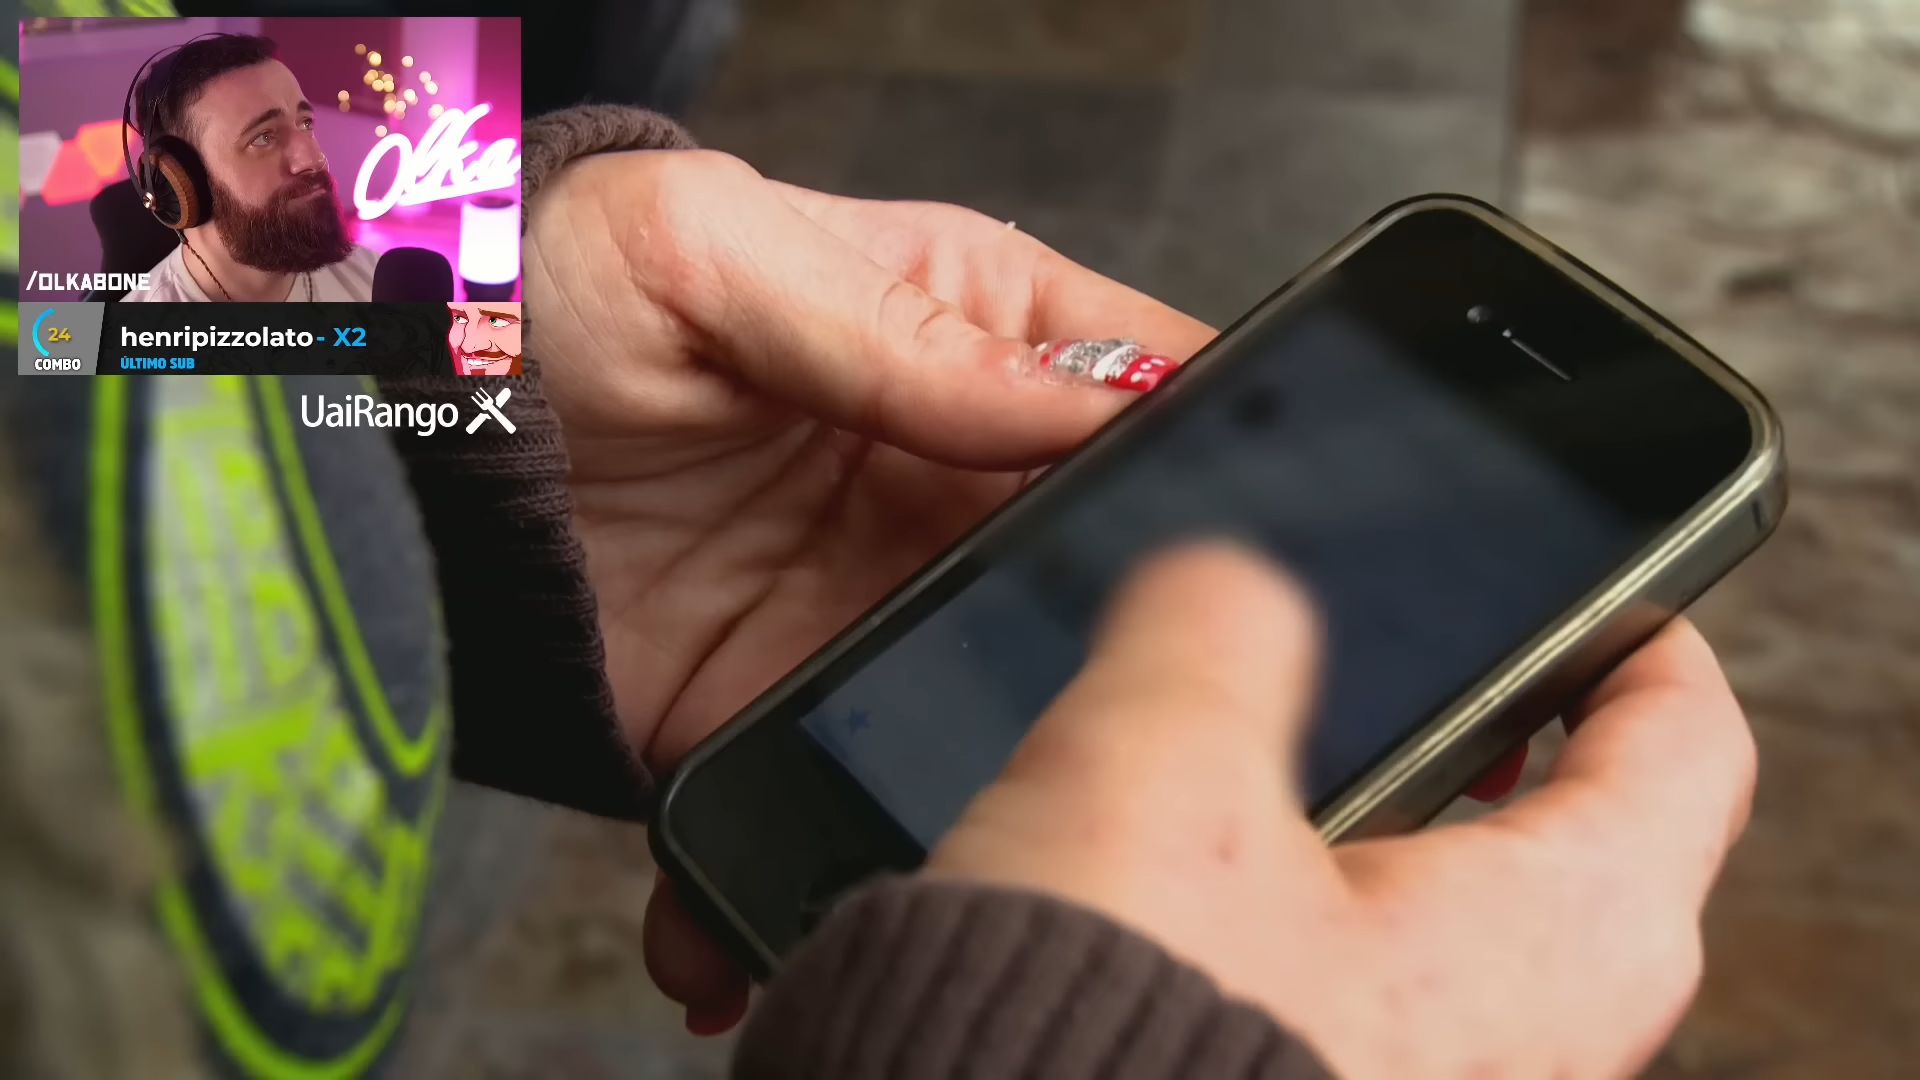 Olka
/OLKABONE
24
COMBO
henripizzolato - X2
ÚLTIMO SUB
UaiRango